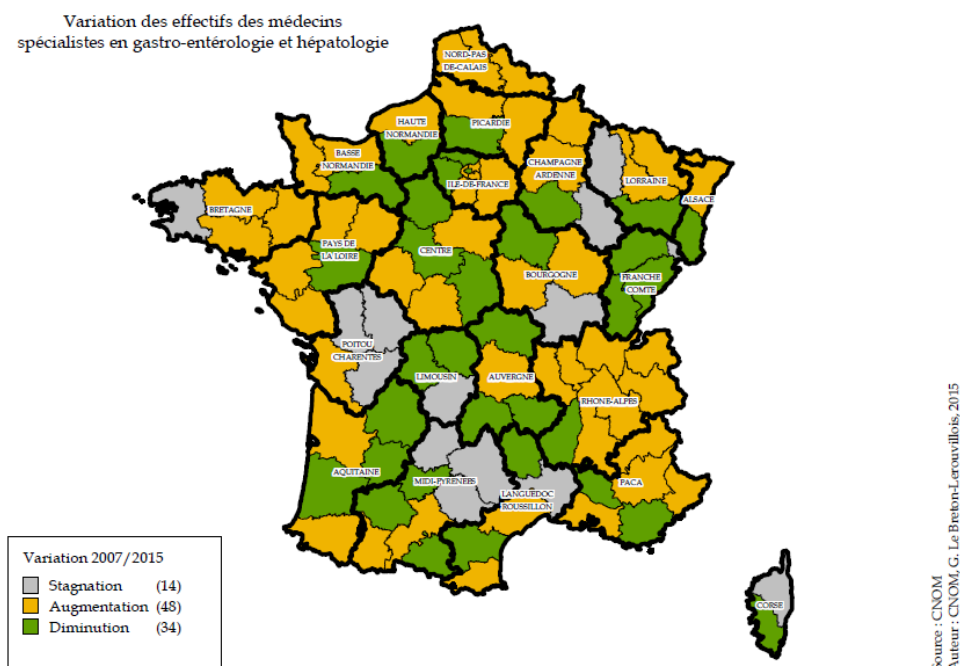 Variation des effectifs des médecins
spécialistes en gastro-entérologie et hépatologie
NORD-PAS
DE-CALAIS
HAUTE
NORMANDIE
PICARDIE
BASSE
NORMANDIE
ILE-DE-FRANCE
CHAMPAGNE
ARDENNE
LORRAINE
ALSACE
BRETAGNE
PAYS DE
LA LOIRE
CENTRE
BOURGOGNE
FRANCHE
COMTE
POITOU
CHARENTES
LIMOUSIN
AUVERGNE
RHONE-ALPES
AQUITAINE
MIDI-PYRENEES
LANGUEDOC
ROUSSILLON
PACA
CORSE
Variation 2007/2015
Stagnation (14)
Augmentation (48)
Diminution (34)
Source : CNOM
Auteur : CNOM, G. Le Breton-Lerouvillois, 2015